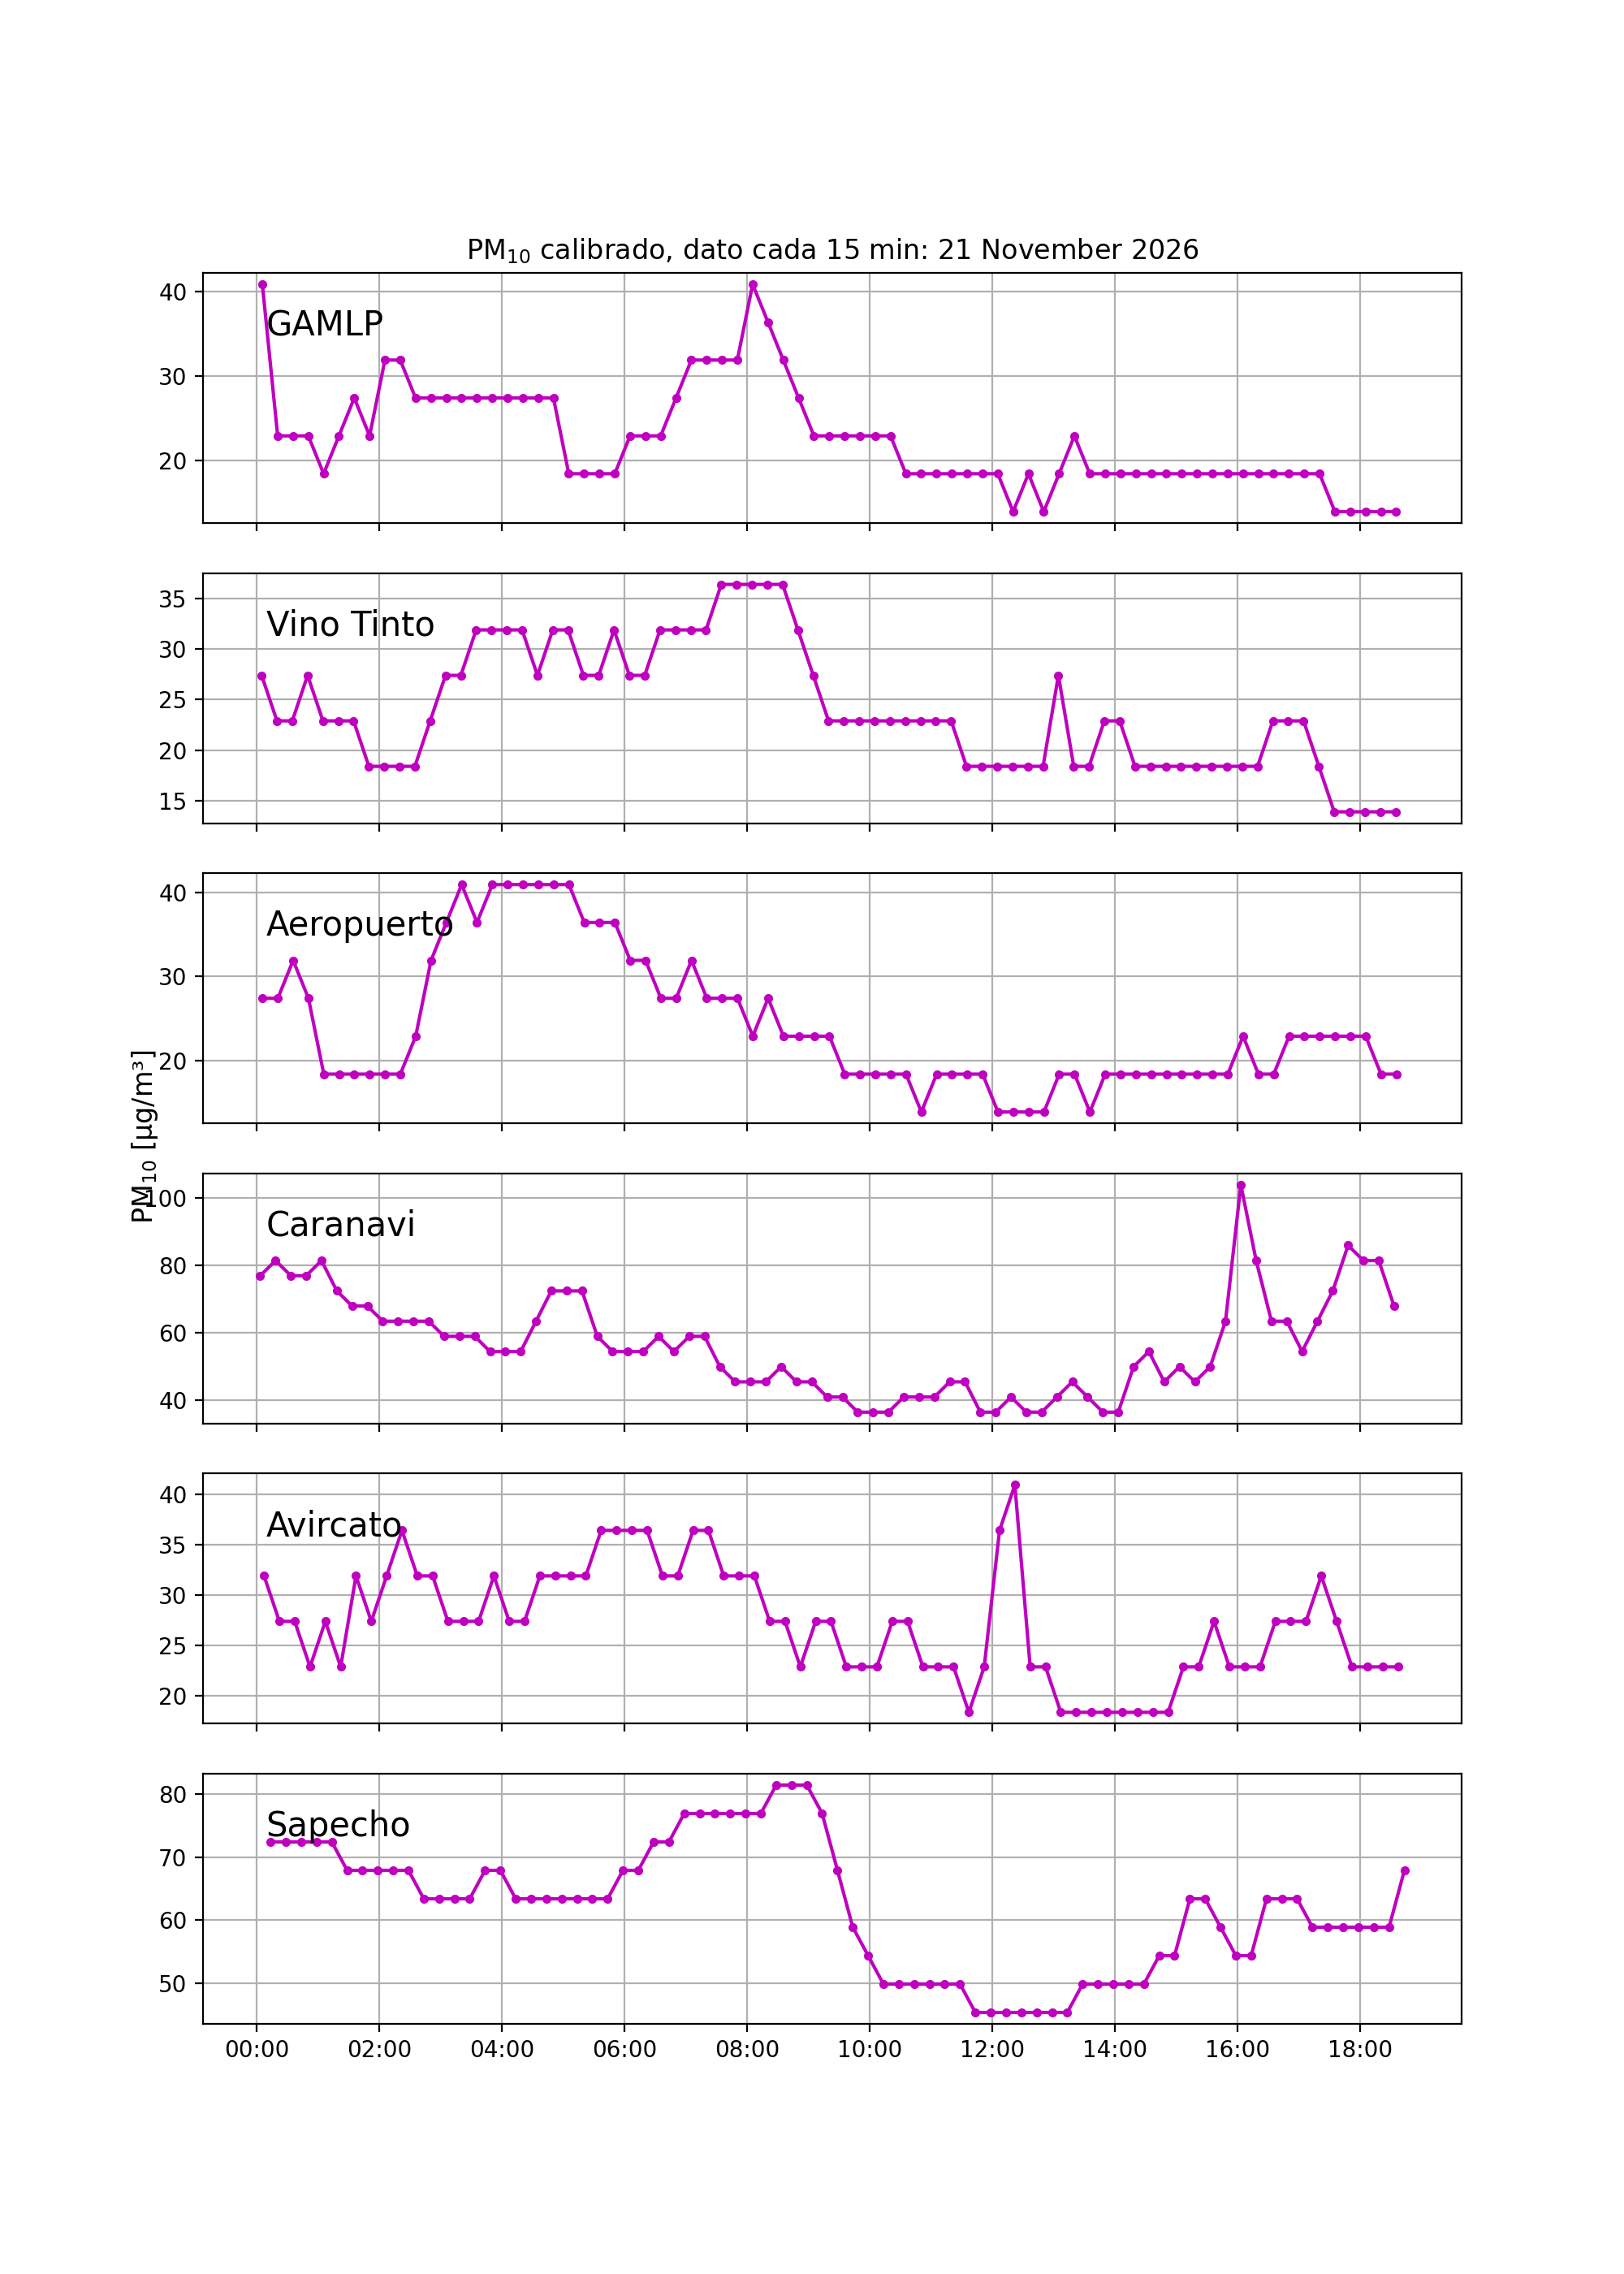 PM₁₀ calibrado, dato cada 15 min: 21 November 2026
GAMLP
40
30
20
Vino Tinto
35
30
25
20
15
Aeropuerto
40
30
20
PM₁₀ [µg/m³]
Caranavi
100
80
60
40
Avircato
40
35
30
25
20
Sapecho
80
70
60
50
00:00 02:00 04:00 06:00 08:00 10:00 12:00 14:00 16:00 18:00